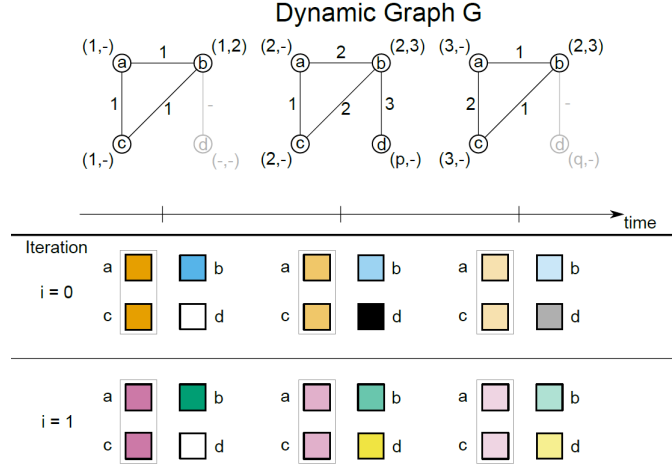 Dynamic Graph G
(1,-) 1 (1,2) (2,-) 2 (2,3) (3,-) 1 (2,3)
a b a b a b
1 1 - 1 2 3 2 1 -
c d c d c d
(1,-) (-,-) (2,-) (p,-) (3,-) (q,-)
time
Iteration
a b a b a b
i = 0
c d c d c d
a b a b a b
i = 1
c d c d c d